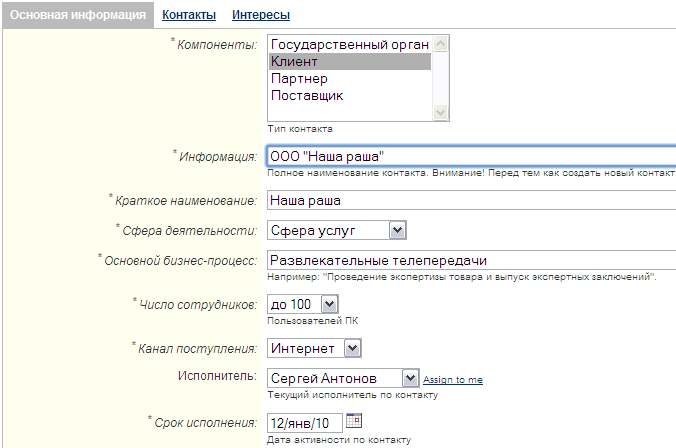 Основная информация Контакты Интересы
* Компоненты: Государственный орган
Клиент
Партнер
Поставщик
Тип контакта
* Информация: ООО "Наша раша"
Полное наименование контакта. Внимание! Перед тем как создать новый контакт
* Краткое наименование: Наша раша
* Сфера деятельности: Сфера услуг
* Основной бизнес-процесс: Развлекательные телепередачи
Например: "Проведение экспертизы товара и выпуск экспертных заключений".
* Число сотрудников: до 100
Пользователей ПК
* Канал поступления: Интернет
Исполнитель: Сергей Антонов Assign to me
Текущий исполнитель по контакту
* Срок исполнения: 12/янв/10
Дата активности по контакту